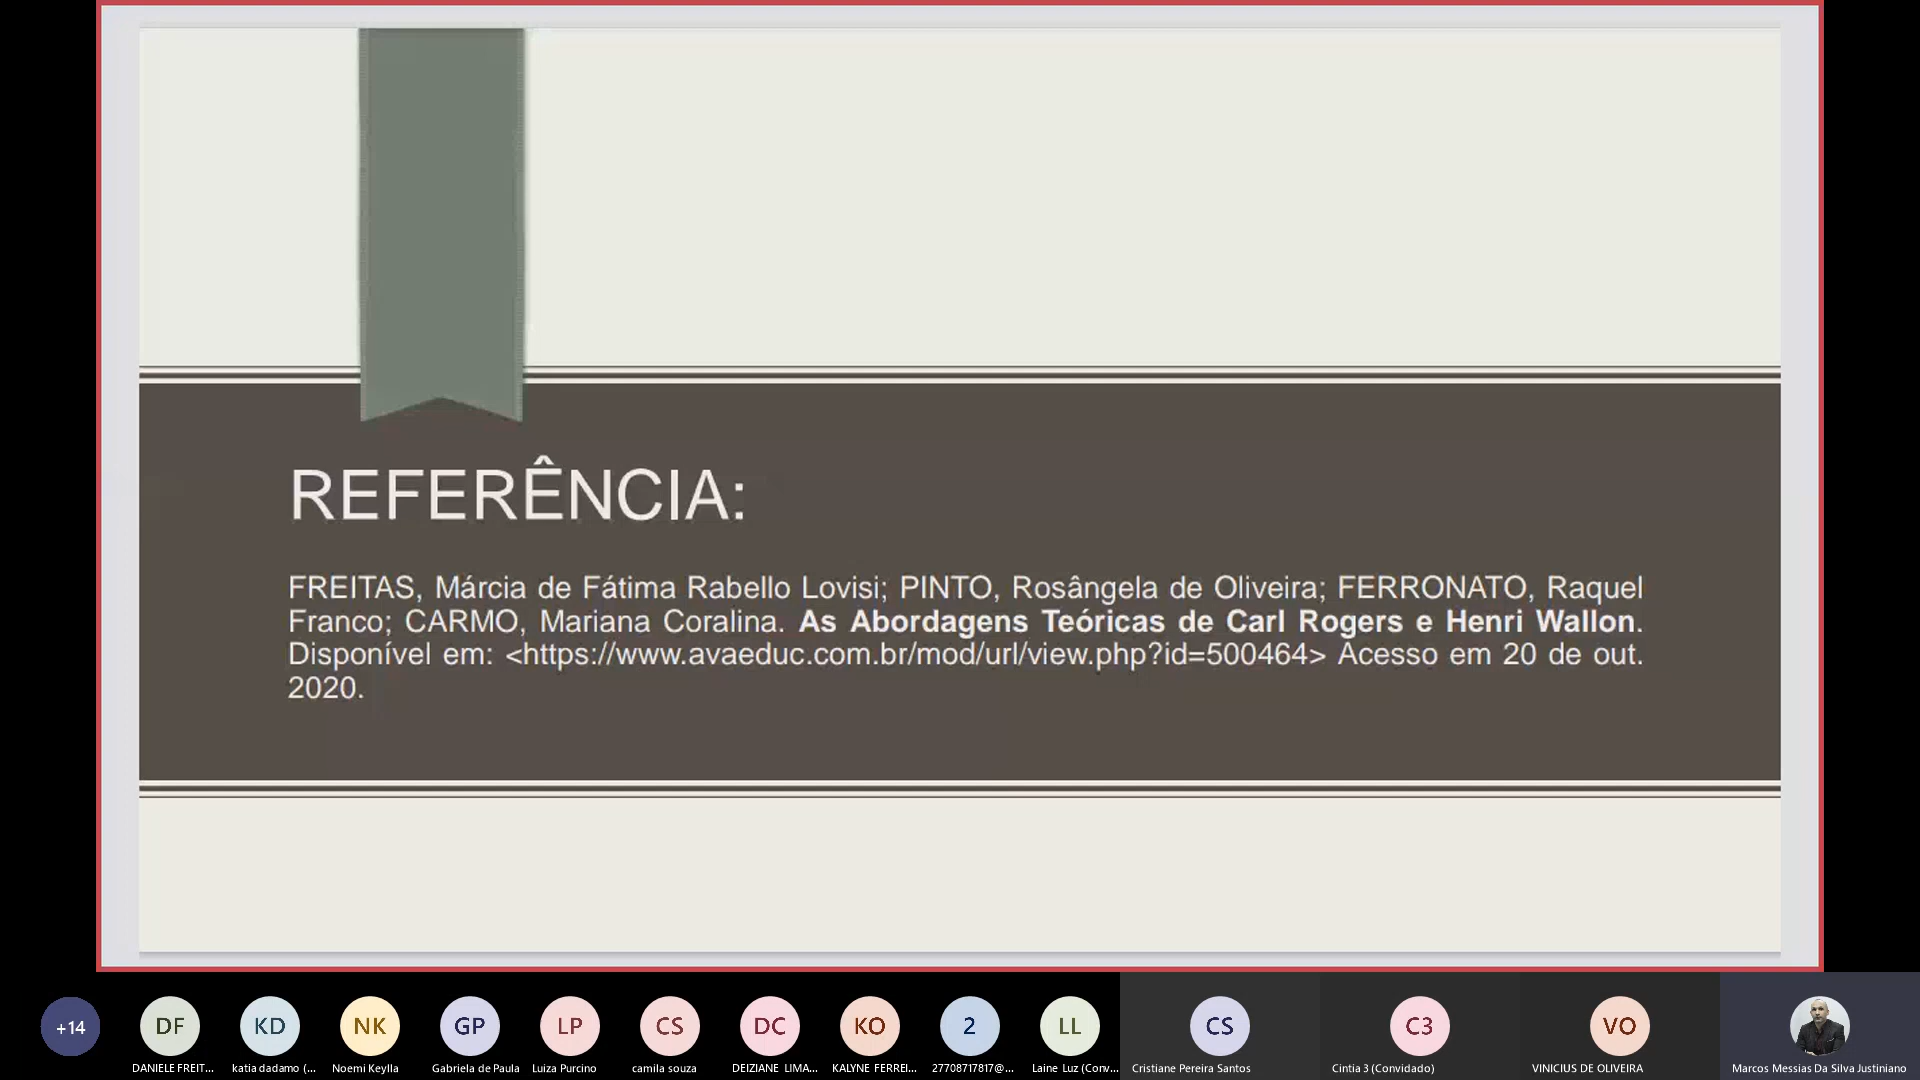 REFERÊNCIA:
FREITAS, Márcia de Fátima Rabello Lovisi; PINTO, Rosângela de Oliveira; FERRONATO, Raquel
Franco; CARMO, Mariana Coralina. As Abordagens Teóricas de Carl Rogers e Henri Wallon.
Disponível em: <https://www.avaeduc.com.br/mod/url/view.php?id=500464> Acesso em 20 de out.
2020.
+14
DF
KD
NK
GP
LP
CS
DC
KO
2
LL
CS
C3
VO
DANIELE FREIT...
katia dadamo (...
Noemi Keylla
Gabriela de Paula
Luiza Purcino
camila souza
DEIZIANE LIMA...
KALYNE FERREI...
27708717817@...
Laine Luz (Conv...
Cristiane Pereira Santos
Cintia 3 (Convidado)
VINICIUS DE OLIVEIRA
Marcos Messias Da Silva Justiniano